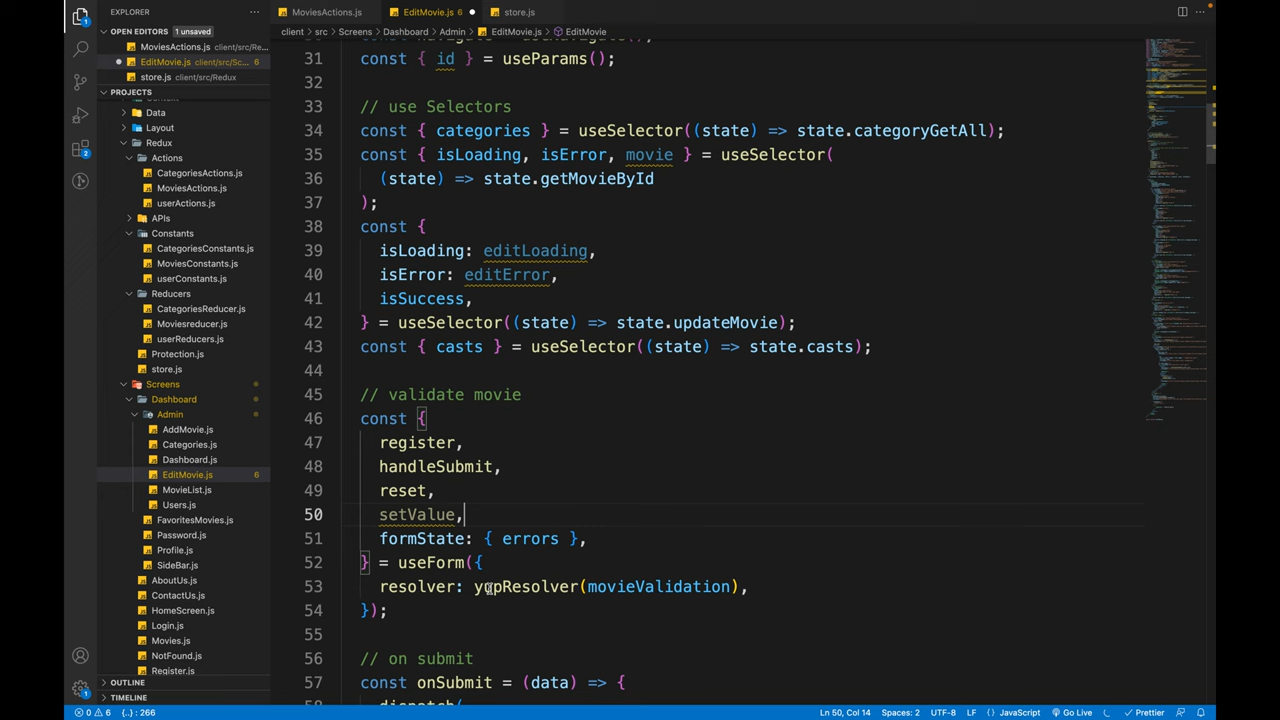 EXPLORER
OPEN EDITORS 1 unsaved
MoviesActions.js client/src/Re...
EditMovie.js client/src/Sc... 6
store.js client/src/Redux
PROJECTS
Data
Layout
Redux
Actions
CategoriesActions.js
MoviesActions.js
userActions.js
APIs
Constants
CategoriesConstants.js
MoviesConstants.js
userConstants.js
Reducers
CategoriesReducer.js
Moviesreducer.js
userReducers.js
Protection.js
store.js
Screens
Dashboard
Admin
AddMovie.js
Categories.js
Dashboard.js
EditMovie.js 6
MovieList.js
Users.js
FavoritesMovies.js
Password.js
Profile.js
SideBar.js
AboutUs.js
ContactUs.js
HomeScreen.js
Login.js
Movies.js
NotFound.js
Register.js
OUTLINE
TIMELINE
MoviesActions.js EditMovie.js 6 store.js
client > src > Screens > Dashboard > Admin > EditMovie.js > EditMovie
31 const { id } = useParams();
32
33 // use Selectors
34 const { categories } = useSelector((state) => state.categoryGetAll);
35 const { isLoading, isError, movie } = useSelector(
36 (state) => state.getMovieById
37 );
38 const {
39 isLoading: editLoading,
40 isError: editError,
41 isSuccess,
42 } = useSelector((state) => state.updateMovie);
43 const { casts } = useSelector((state) => state.casts);
44
45 // validate movie
46 const {
47 register,
48 handleSubmit,
49 reset,
50 setValue,
51 formState: { errors },
52 } = useForm({
53 resolver: yupResolver(movieValidation),
54 });
55
56 // on submit
57 const onSubmit = (data) => {
0 6 {..}: 266 Ln 50, Col 14 Spaces: 2 UTF-8 LF {} JavaScript Go Live Prettier